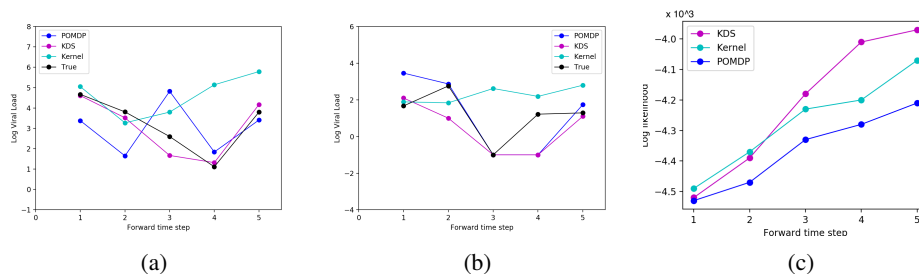 8
7
6
5
4
3
2
1
0
−1
Log Viral Load
POMDP
KDS
Kernel
True
0 1 2 3 4 5
Forward time step
(a)
6
4
2
0
−2
−4
Log Viral Load
POMDP
KDS
Kernel
True
0 1 2 3 4 5
Forward time step
(b)
x 10^3
−4.0
−4.1
−4.2
−4.3
−4.4
−4.5
Log likelihood
KDS
Kernel
POMDP
1 2 3 4 5
Forward time step
(c)